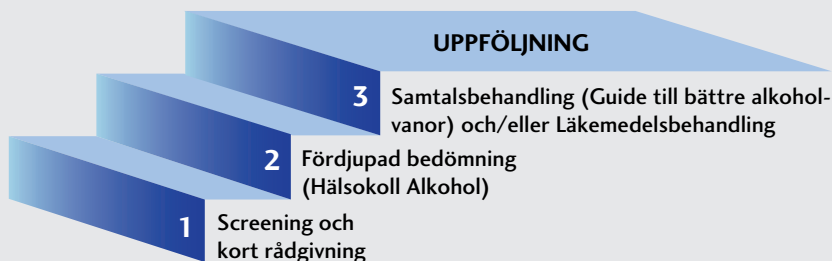 UPPFÖLJNING
3 Samtalsbehandling (Guide till bättre alkohol-
vanor) och/eller Läkemedelsbehandling
2 Fördjupad bedömning
(Hälsokoll Alkohol)
1 Screening och
kort rådgivning